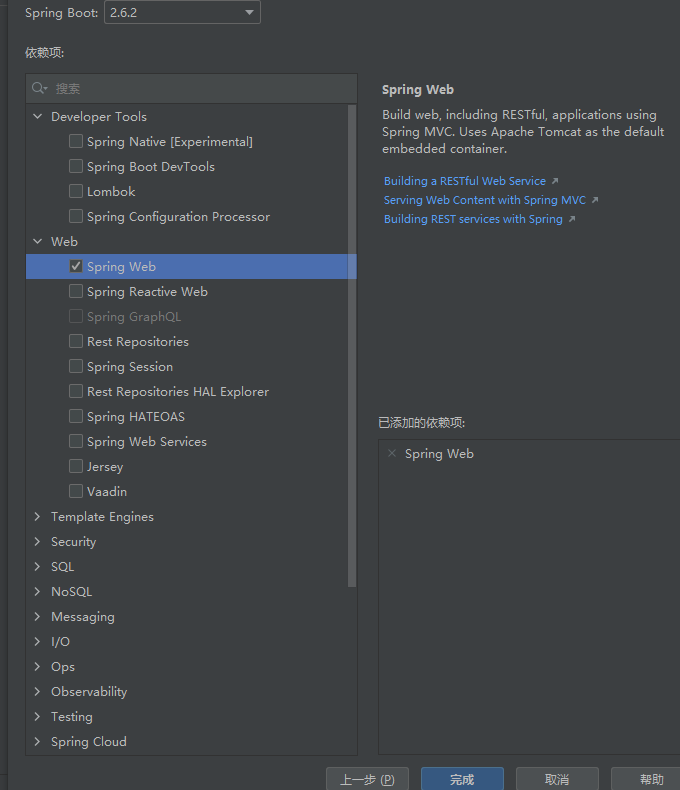 Spring Boot: 2.6.2
依赖项:
搜索
Developer Tools
Spring Native [Experimental]
Spring Boot DevTools
Lombok
Spring Configuration Processor
Web
Spring Web
Spring Reactive Web
Spring GraphQL
Rest Repositories
Spring Session
Rest Repositories HAL Explorer
Spring HATEOAS
Spring Web Services
Jersey
Vaadin
Template Engines
Security
SQL
NoSQL
Messaging
I/O
Ops
Observability
Testing
Spring Cloud
Spring Web
Build web, including RESTful, applications using
Spring MVC. Uses Apache Tomcat as the default
embedded container.
Building a RESTful Web Service
Serving Web Content with Spring MVC
Building REST services with Spring
已添加的依赖项:
Spring Web
上一步 (P) 完成 取消 帮助